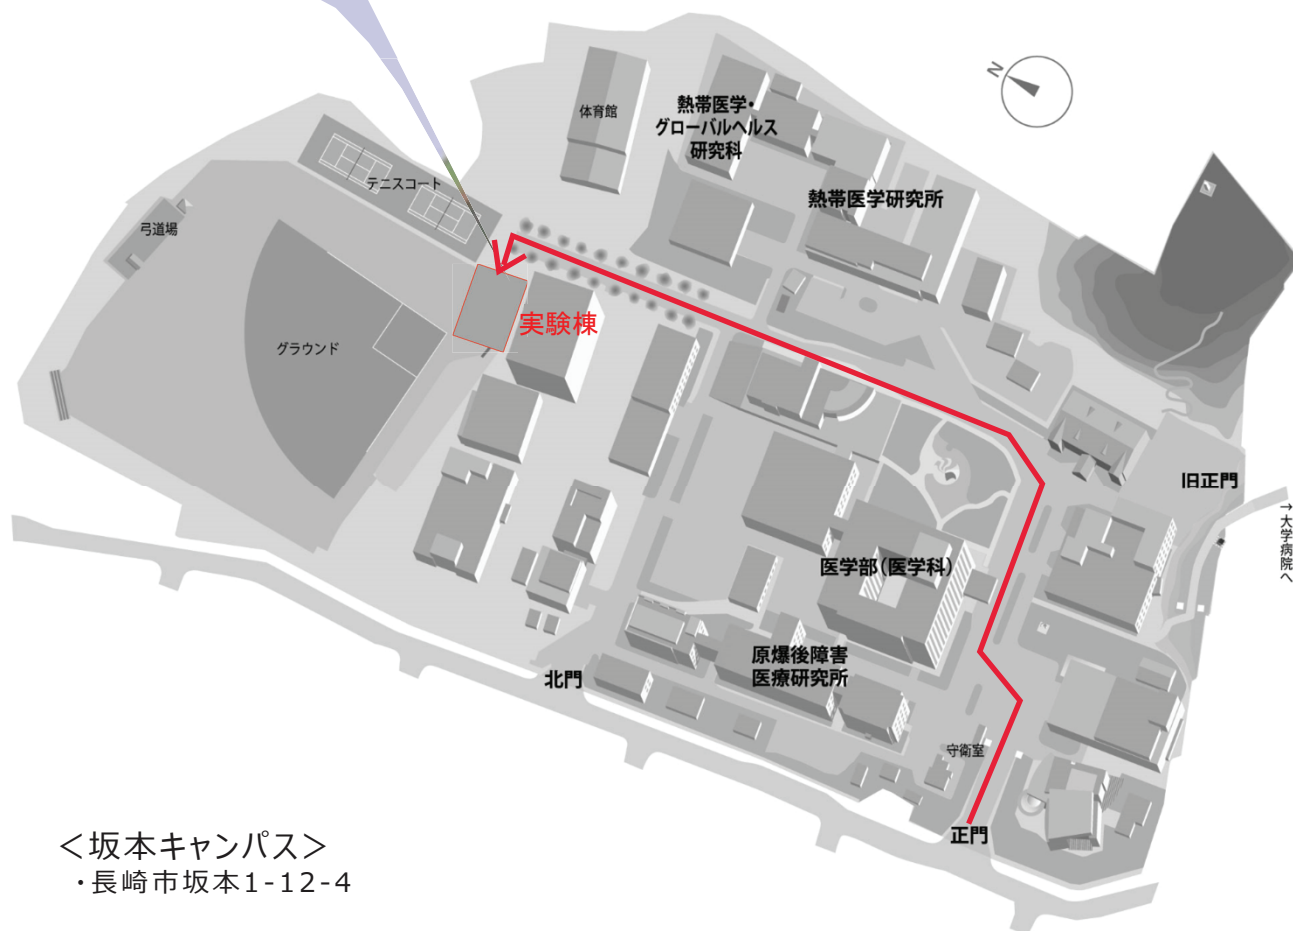 N
体育館
熱帯医学・
グローバルヘルス
研究科
テニスコート
熱帯医学研究所
弓道場
実験棟
グラウンド
旧正門
→大学病院へ
医学部(医学科)
原爆後障害
医療研究所
北門
守衛室
正門
＜坂本キャンパス＞
・長崎市坂本1-12-4